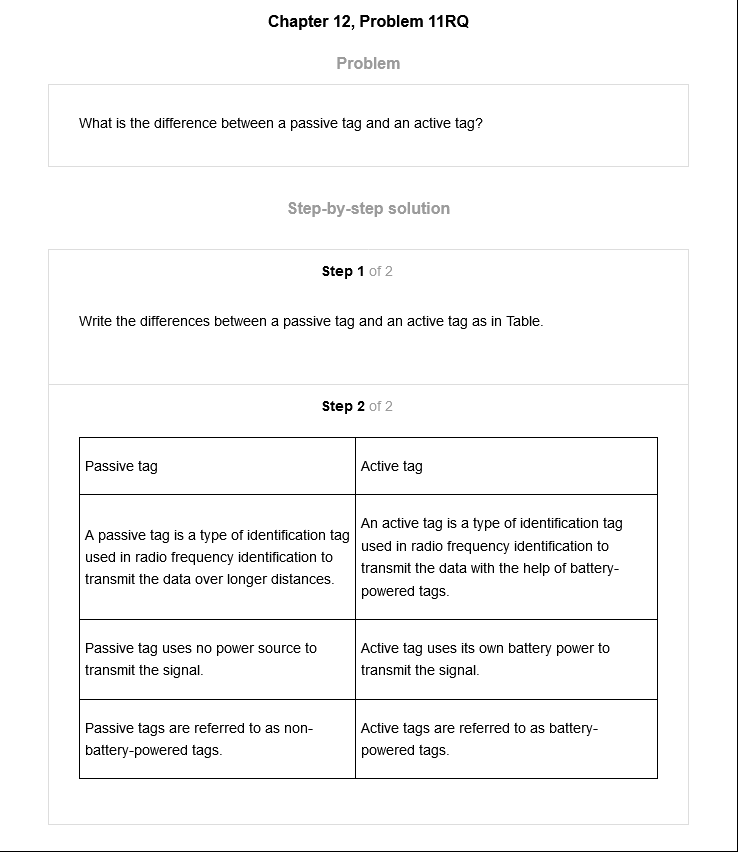 Chapter 12, Problem 11RQ
Problem
What is the difference between a passive tag and an active tag?
Step-by-step solution
Step 1 of 2
Write the differences between a passive tag and an active tag as in Table.
Step 2 of 2
Passive tag
Active tag
A passive tag is a type of identification tag
used in radio frequency identification to
transmit the data over longer distances.
An active tag is a type of identification tag
used in radio frequency identification to
transmit the data with the help of battery-
powered tags.
Passive tag uses no power source to
transmit the signal.
Active tag uses its own battery power to
transmit the signal.
Passive tags are referred to as non-
battery-powered tags.
Active tags are referred to as battery-
powered tags.